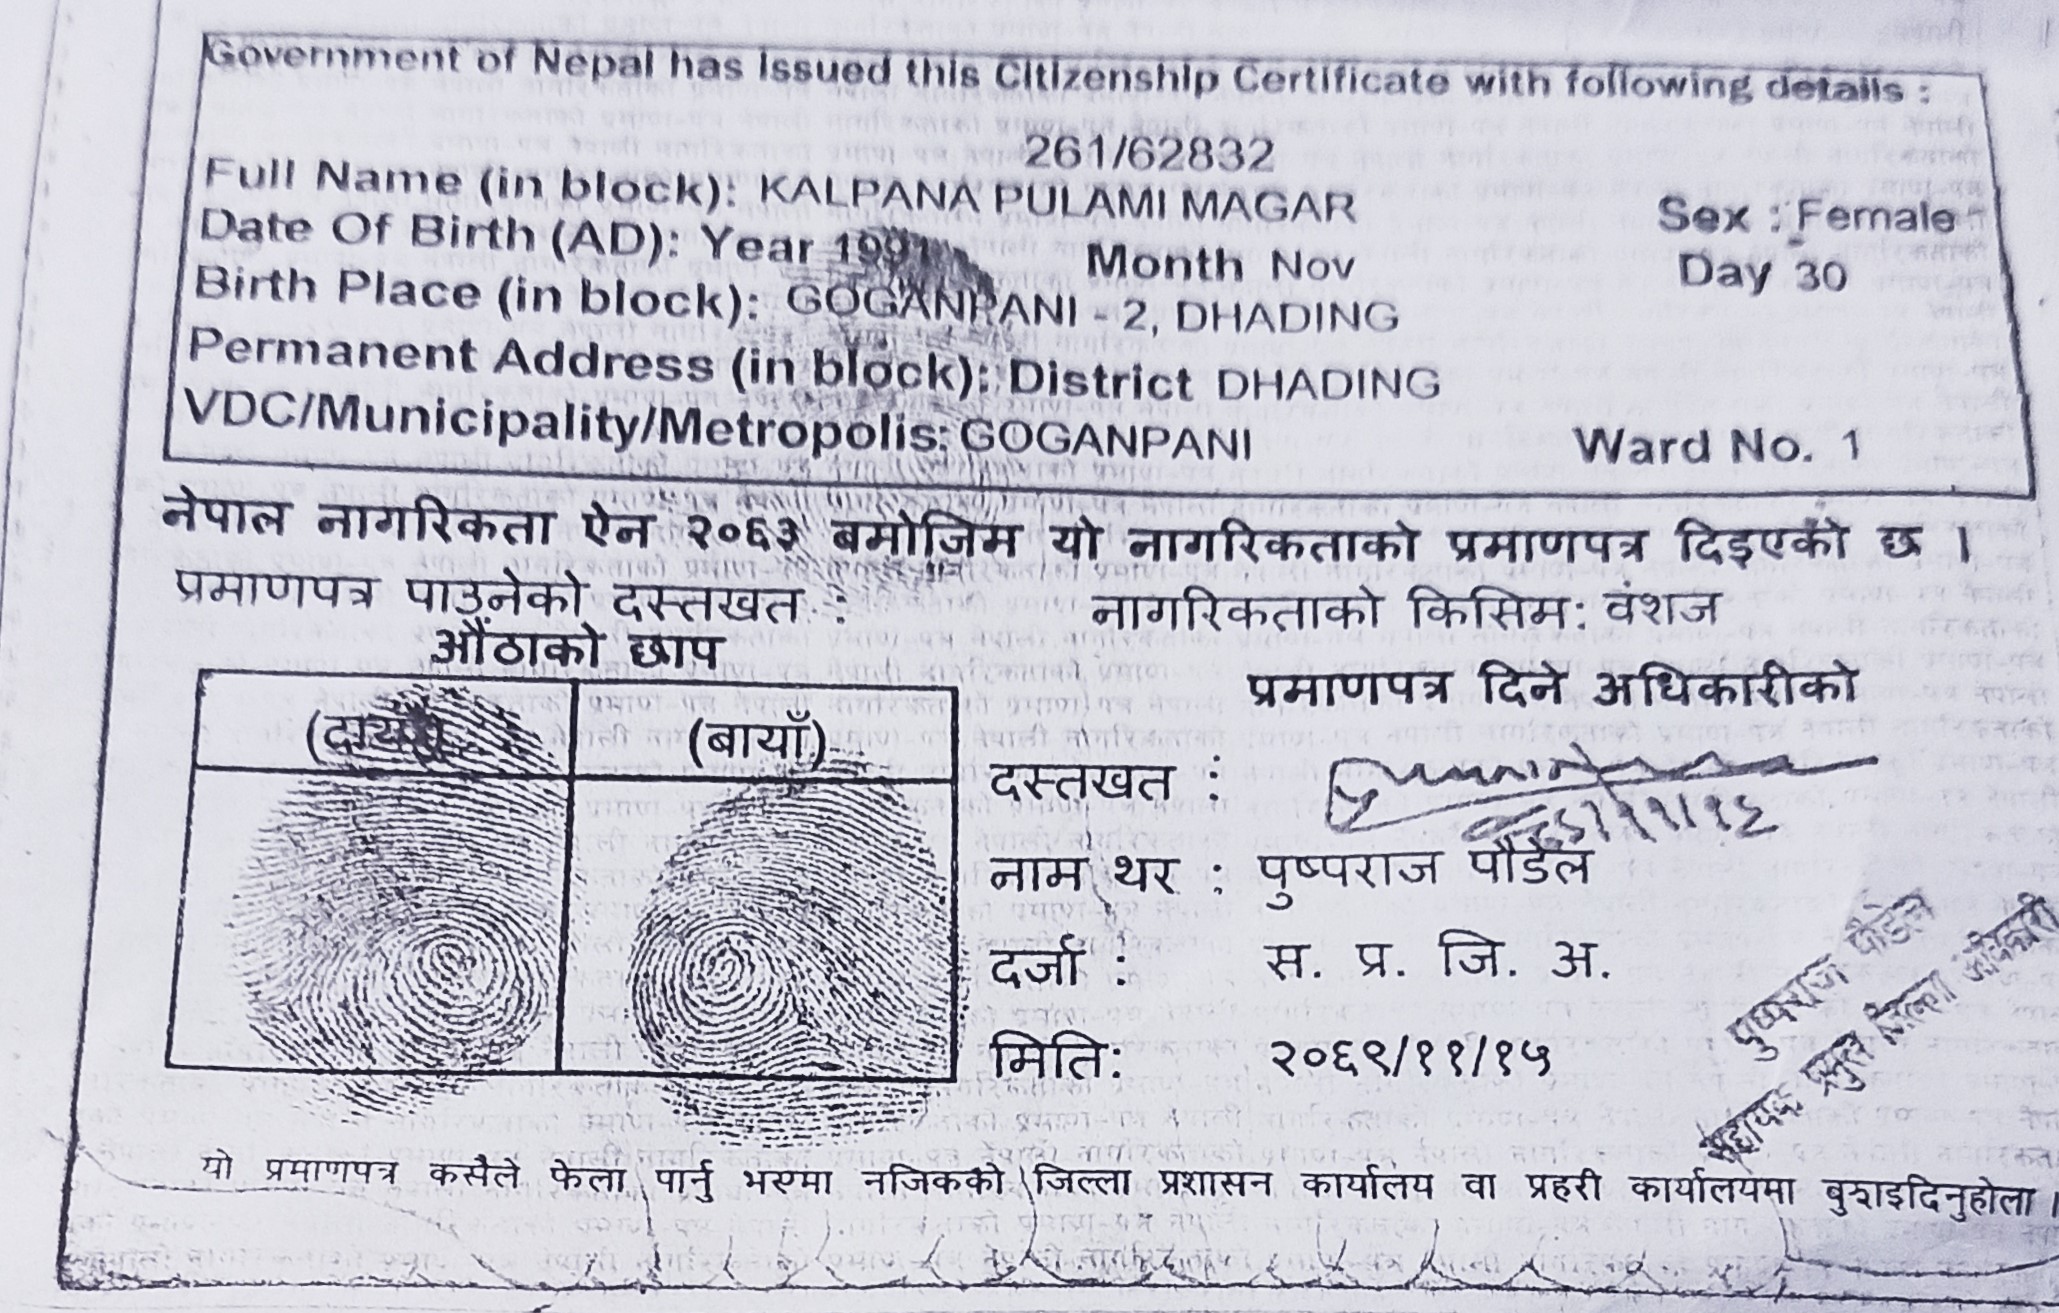 Government of Nepal has issued this Citizenship Certificate with following details :
261/62832
Full Name (in block): KALPANA PULAMI MAGAR Sex : Female
Date Of Birth (AD): Year 1991 Month Nov Day 30
Birth Place (in block): GOGANPANI - 2, DHADING
Permanent Address (in block): District DHADING
VDC/Municipality/Metropolis: GOGANPANI Ward No. 1
नेपाल नागरिकता ऐन २०६३ बमोजिम यो नागरिकताको प्रमाणपत्र दिइएको छ ।
प्रमाणपत्र पाउनेको दस्तखत : नागरिकताको किसिम: वंशज
औंठाको छाप
प्रमाणपत्र दिने अधिकारीको
(दायाँ) (बायाँ)
दस्तखत :
नाम थर : पुष्पराज पौडेल
दर्जा : स. प्र. जि. अ.
मिति: २०६९/११/१५
पुष्पराज पौडेल
सहायक प्रमुख जिल्ला अधिकारी
यो प्रमाणपत्र कसैले फेला पार्नु भएमा नजिकको जिल्ला प्रशासन कार्यालय वा प्रहरी कार्यालयमा बुझाइदिनुहोला ।